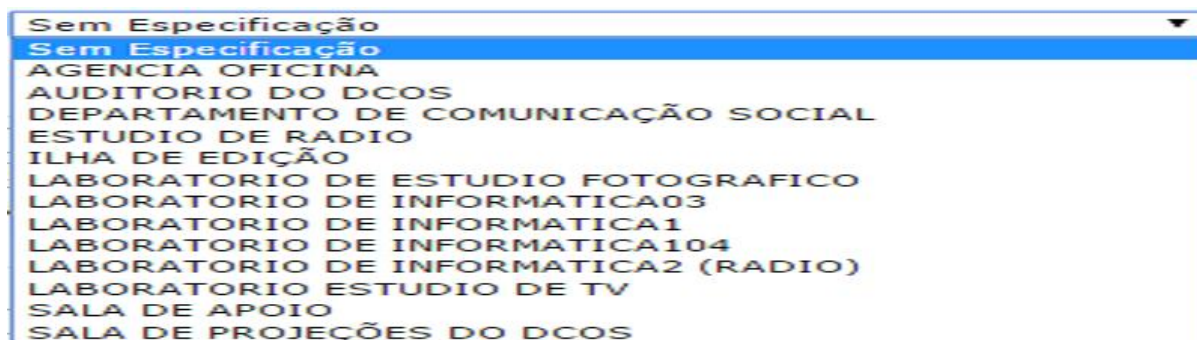 Sem Especificação
Sem Especificação
AGENCIA OFICINA
AUDITORIO DO DCOS
DEPARTAMENTO DE COMUNICAÇÃO SOCIAL
ESTUDIO DE RADIO
ILHA DE EDIÇÃO
LABORATORIO DE ESTUDIO FOTOGRAFICO
LABORATORIO DE INFORMATICA03
LABORATORIO DE INFORMATICA1
LABORATORIO DE INFORMATICA104
LABORATORIO DE INFORMATICA2 (RADIO)
LABORATORIO ESTUDIO DE TV
SALA DE APOIO
SALA DE PROJEÇÕES DO DCOS